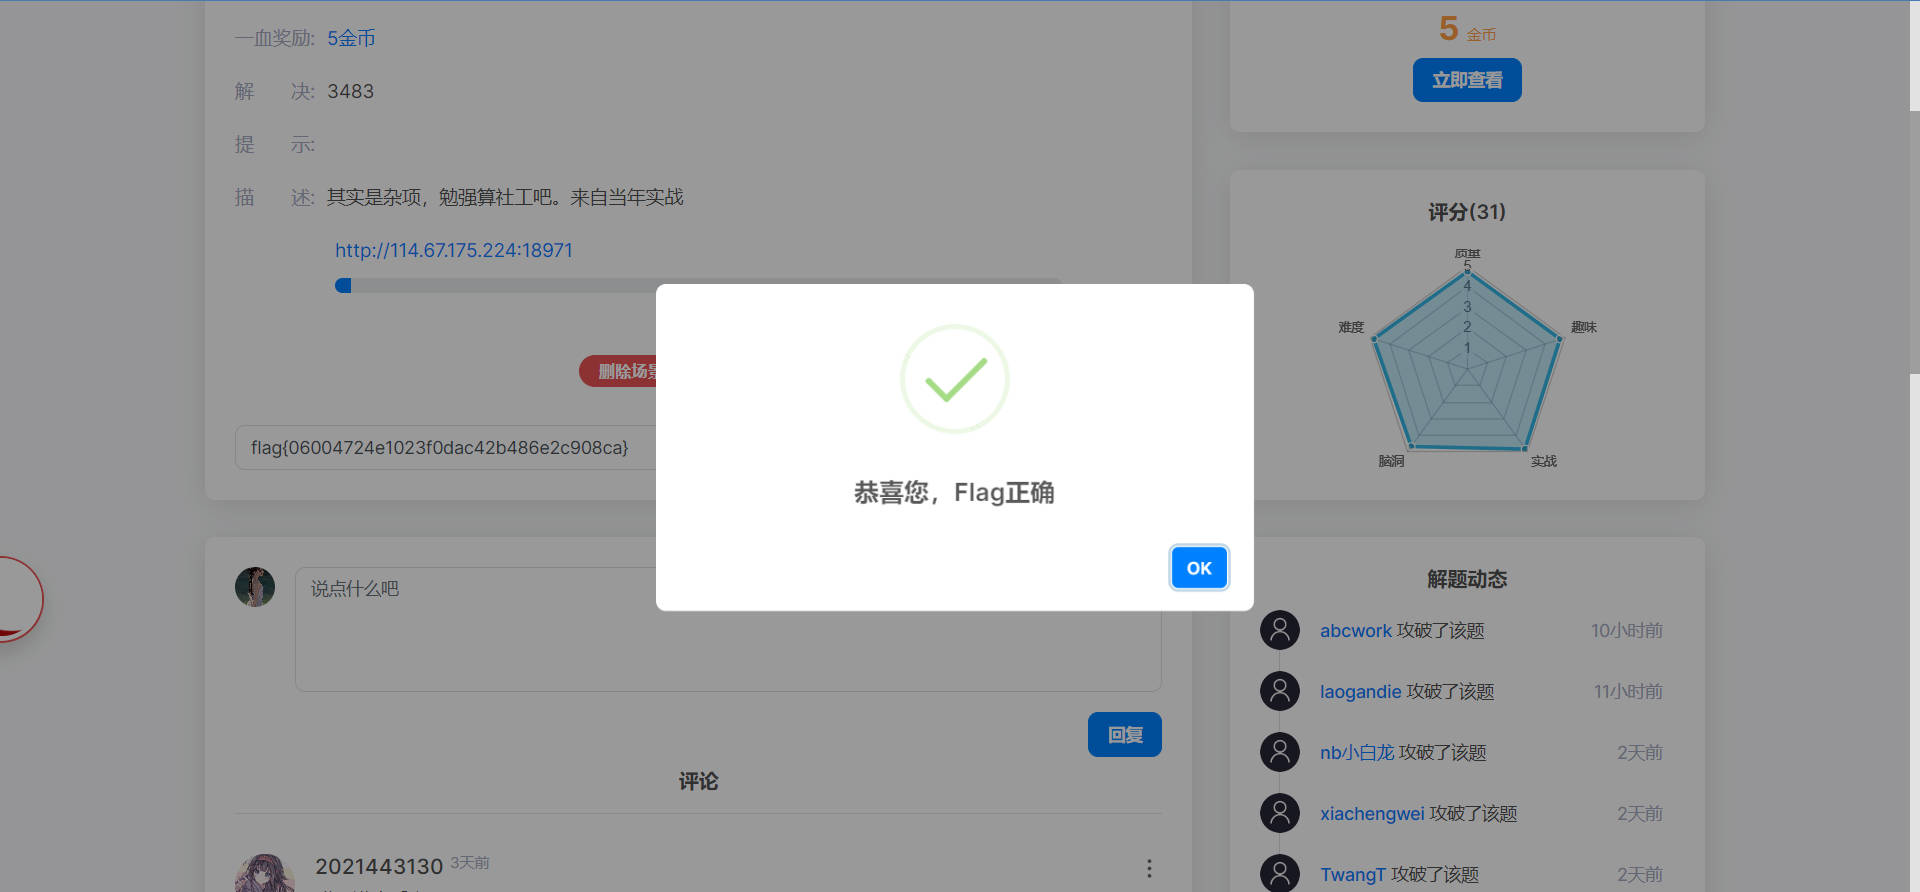 一血奖励: 5金币
解 决: 3483
提 示:
描 述: 其实是杂项，勉强算社工吧。来自当年实战
http://114.67.175.224:18971
删除场景
flag{06004724e1023f0dac42b486e2c908ca}
恭喜您，Flag正确
OK
说点什么吧
回复
评论
2021443130 3天前
5 金币
立即查看
评分(31)
质量
5
4
3
2
1
难度
趣味
脑洞
实战
解题动态
abcwork 攻破了该题 10小时前
laogandie 攻破了该题 11小时前
nb小白龙 攻破了该题 2天前
xiachengwei 攻破了该题 2天前
TwangT 攻破了该题 2天前